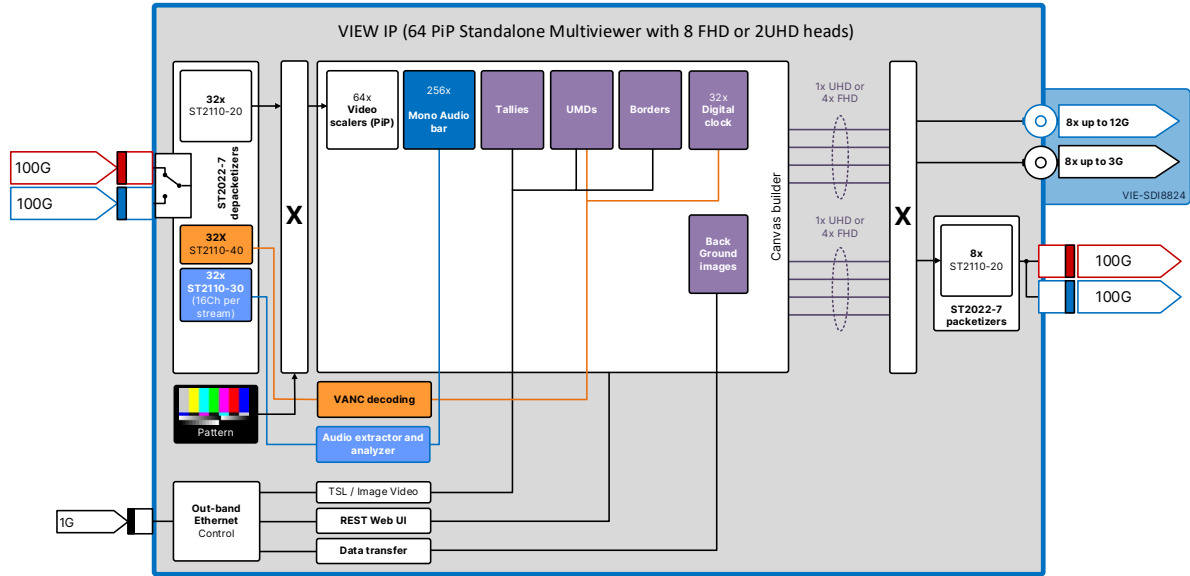 VIEW IP (64 PiP Standalone Multiviewer with 8 FHD or 2UHD heads)
32x
ST2110-20
ST2022-7
depacketizers
100G
100G
32X
ST2110-40
32x
ST2110-30
(16Ch per
stream)
Pattern
X
64x
Video
scalers (PiP)
256x
Mono Audio
bar
Tallies
UMDs
Borders
32x
Digital
clock
Back
Ground
images
Canvas builder
1x UHD or
4x FHD
1x UHD or
4x FHD
X
8x up to 12G
8x up to 3G
VIE-SDI8824
8x
ST2110-20
ST2022-7
packetizers
100G
100G
VANC decoding
Audio extractor and
analyzer
1G
Out-band
Ethernet
Control
TSL / Image Video
REST Web UI
Data transfer